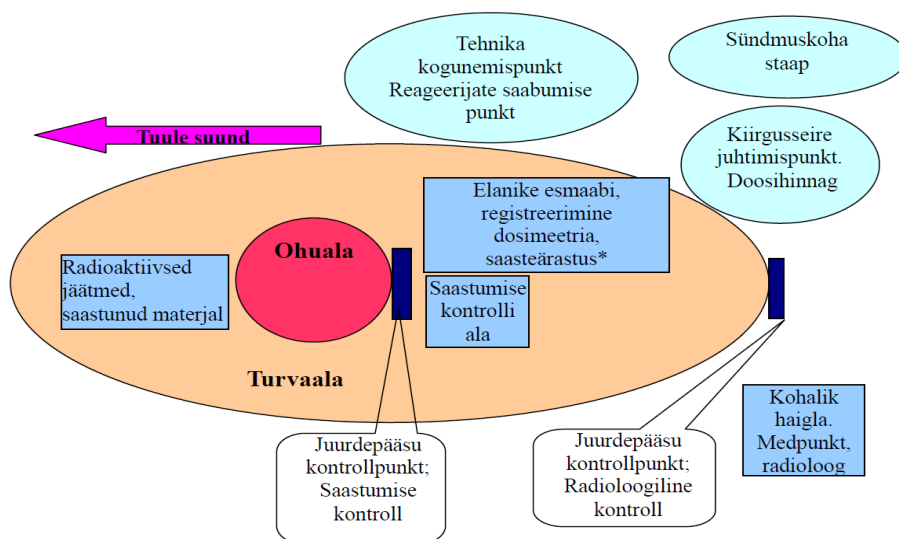 Tehnika
kogunemispunkt
Reageerijate saabumise
punkt
Sündmuskoha
staap
Tuule suund
Kiirgusseire
juhtimispunkt.
Doosihinnag
Elanike esmaabi,
registreerimine
dosimeetria,
saasteärastus*
Ohuala
Radioaktiivsed
jäätmed,
saastunud materjal
Saastumise
kontrolli
ala
Turvaala
Juurdepääsu
kontrollpunkt;
Saastumise
kontroll
Juurdepääsu
kontrollpunkt;
Radioloogiline
kontroll
Kohalik
haigla.
Medpunkt,
radioloog